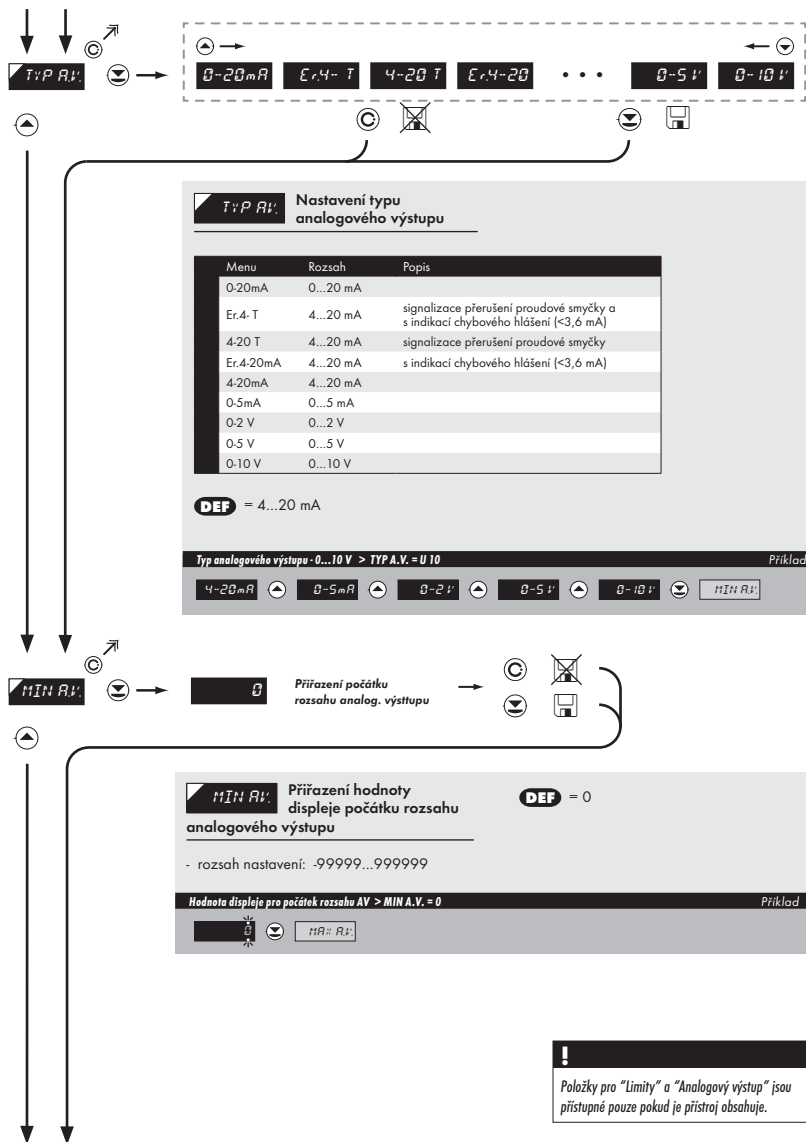 TYP A.V.
0-20mA Er.4- T 4-20 T Er.4-20 • • • 0-5 V 0-10 V
TYP A.V. Nastavení typu
analogového výstupu
Menu Rozsah Popis
0-20mA 0...20 mA
Er.4- T 4...20 mA signalizace přerušení proudové smyčky a
s indikací chybového hlášení (<3,6 mA)
4-20 T 4...20 mA signalizace přerušení proudové smyčky
Er.4-20mA 4...20 mA s indikací chybového hlášení (<3,6 mA)
4-20mA 4...20 mA
0-5mA 0...5 mA
0-2 V 0...2 V
0-5 V 0...5 V
0-10 V 0...10 V
DEF = 4...20 mA
Typ analogového výstupu - 0...10 V > TYP A.V. = U 10 Příklad
4-20mA 0-5mA 0-2 V 0-5 V 0-10 V MIN A.V.
MIN A.V. 0 Přiřazení počátku
rozsahu analog. výsttupu
MIN A.V. Přiřazení hodnoty
displeje počátku rozsahu
analogového výstupu
DEF = 0
- rozsah nastavení: -99999...999999
Hodnota displeje pro počátek rozsahu AV > MIN A.V. = 0 Příklad
0 MAX A.V.
!
Položky pro "Limity" a "Analogový výstup" jsou
přístupné pouze pokud je přístroj obsahuje.